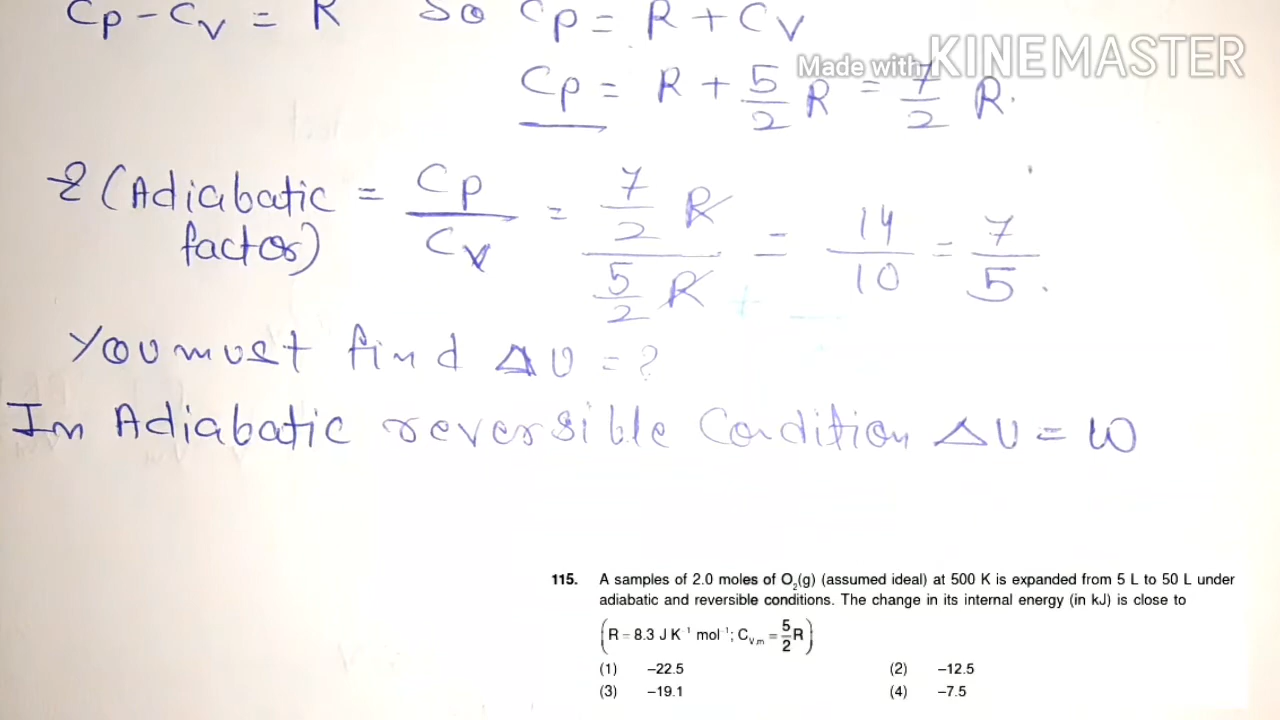 Cp - Cv = R So Cp = R + Cv
Made with KINEMASTER
Cp = R + 5/2 R = 7/2 R.
(Adiabatic factor) = Cp/Cv = 7/2 R / 5/2 R = 14/10 = 7/5.
You must find ΔU = ?
In Adiabatic reversible Condition ΔU = W
115. A samples of 2.0 moles of O₂(g) (assumed ideal) at 500 K is expanded from 5 L to 50 L under
adiabatic and reversible conditions. The change in its internal energy (in kJ) is close to
(R = 8.3 J K⁻¹ mol⁻¹; Cv,m = 5/2 R)
(1) –22.5 (2) –12.5
(3) –19.1 (4) –7.5